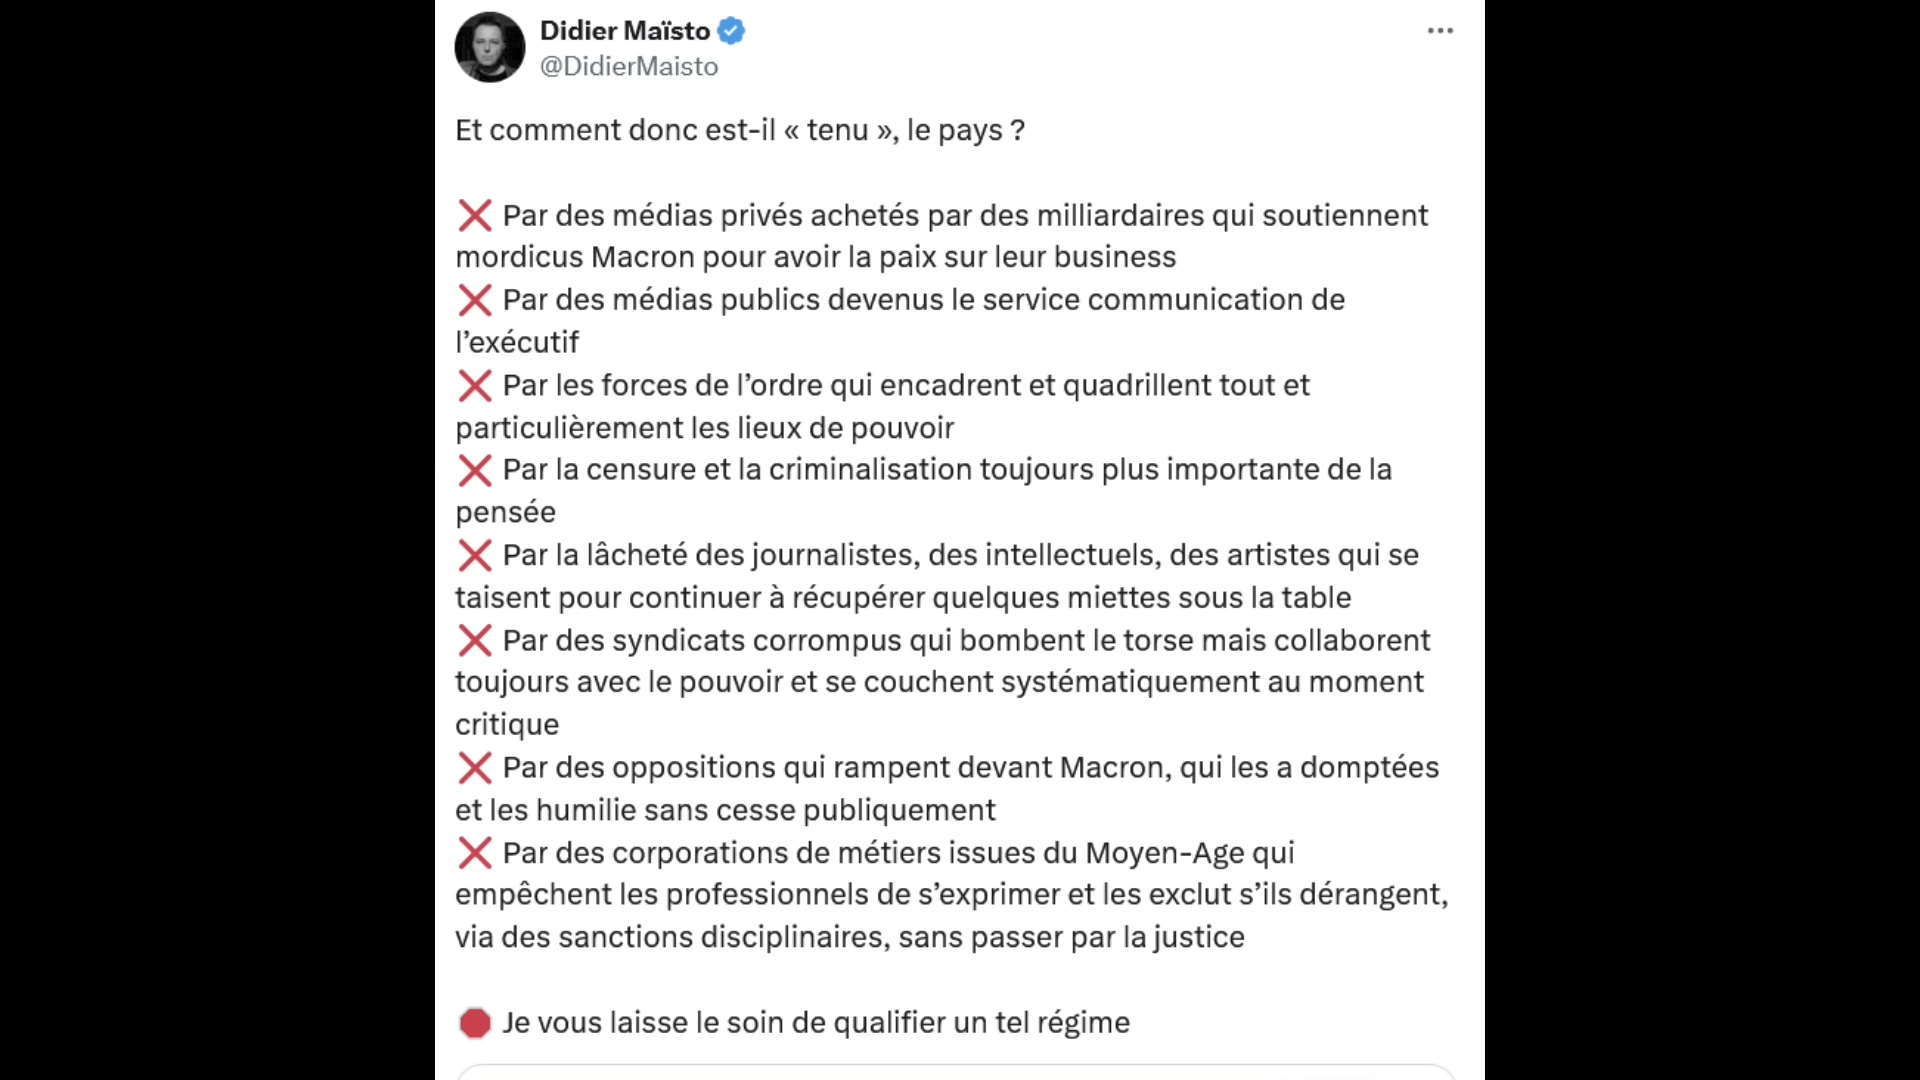 Didier Maïsto
@DidierMaisto
Et comment donc est-il « tenu », le pays ?
❌ Par des médias privés achetés par des milliardaires qui soutiennent
mordicus Macron pour avoir la paix sur leur business
❌ Par des médias publics devenus le service communication de
l’exécutif
❌ Par les forces de l’ordre qui encadrent et quadrillent tout et
particulièrement les lieux de pouvoir
❌ Par la censure et la criminalisation toujours plus importante de la
pensée
❌ Par la lâcheté des journalistes, des intellectuels, des artistes qui se
taisent pour continuer à récupérer quelques miettes sous la table
❌ Par des syndicats corrompus qui bombent le torse mais collaborent
toujours avec le pouvoir et se couchent systématiquement au moment
critique
❌ Par des oppositions qui rampent devant Macron, qui les a domptées
et les humilie sans cesse publiquement
❌ Par des corporations de métiers issues du Moyen-Age qui
empêchent les professionnels de s’exprimer et les exclut s’ils dérangent,
via des sanctions disciplinaires, sans passer par la justice
🛑 Je vous laisse le soin de qualifier un tel régime